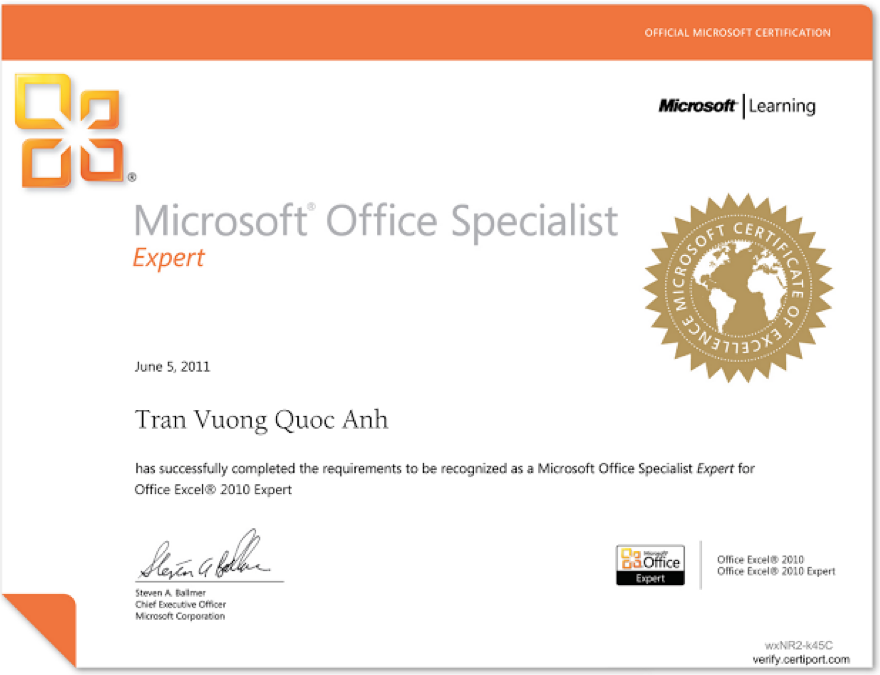 OFFICIAL MICROSOFT CERTIFICATION
Microsoft | Learning
®
Microsoft® Office Specialist
Expert
MICROSOFT CERTIFICATE OF EXCELLENCE
June 5, 2011
Tran Vuong Quoc Anh
has successfully completed the requirements to be recognized as a Microsoft Office Specialist Expert for
Office Excel® 2010 Expert
Steven A Ballmer
Steven A. Ballmer
Chief Executive Officer
Microsoft Corporation
Microsoft®
Office
Expert
Office Excel® 2010
Office Excel® 2010 Expert
wxNR2-k45C
verify.certiport.com